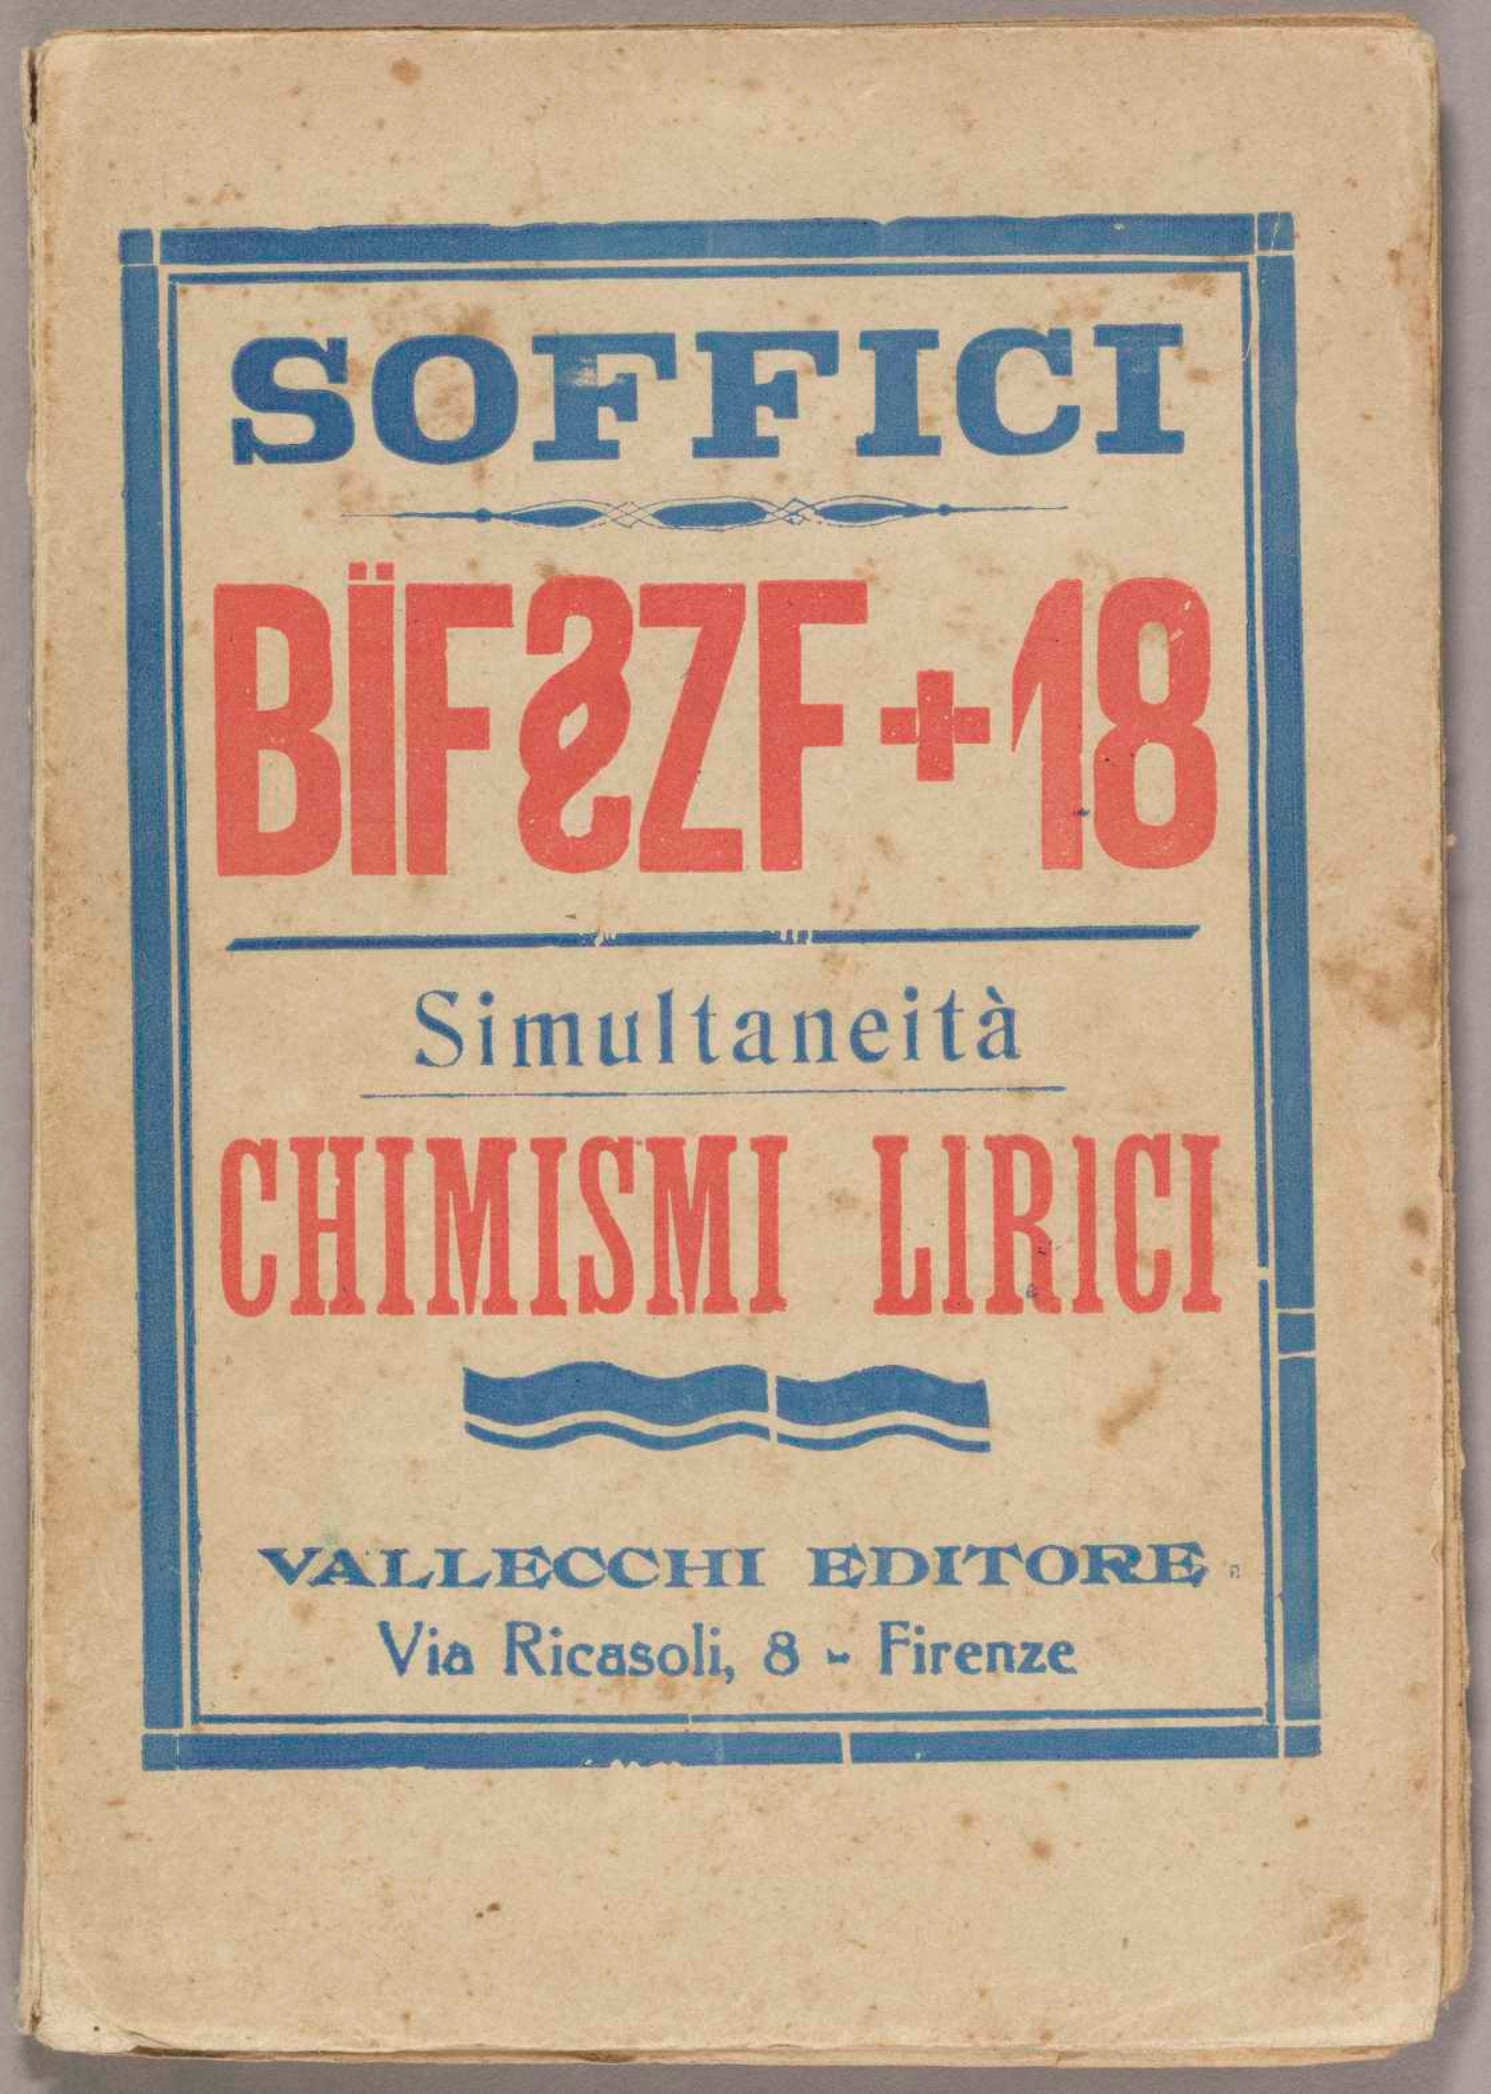 SOFFICI
BÏF§ZF+18
Simultaneità
CHIMISMI LIRICI
VALLECCHI EDITORE
Via Ricasoli, 8 - Firenze